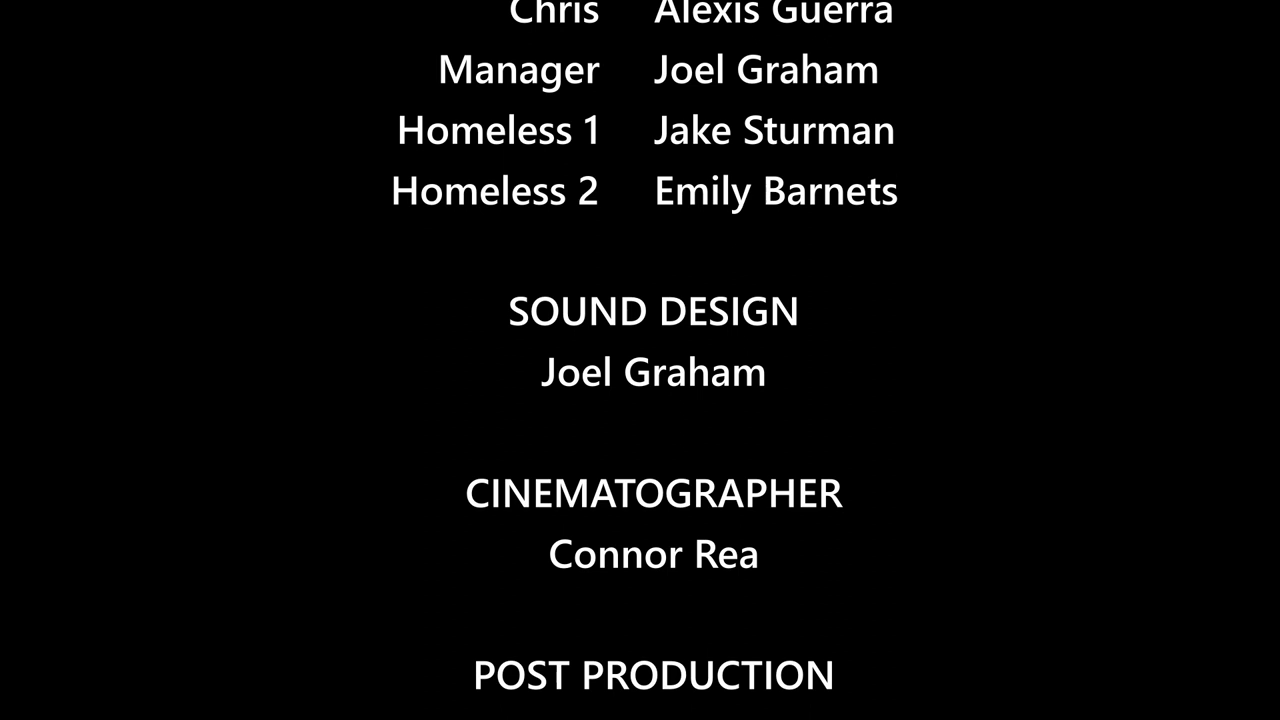 Chris Alexis Guerra
Manager Joel Graham
Homeless 1 Jake Sturman
Homeless 2 Emily Barnets
SOUND DESIGN
Joel Graham
CINEMATOGRAPHER
Connor Rea
POST PRODUCTION